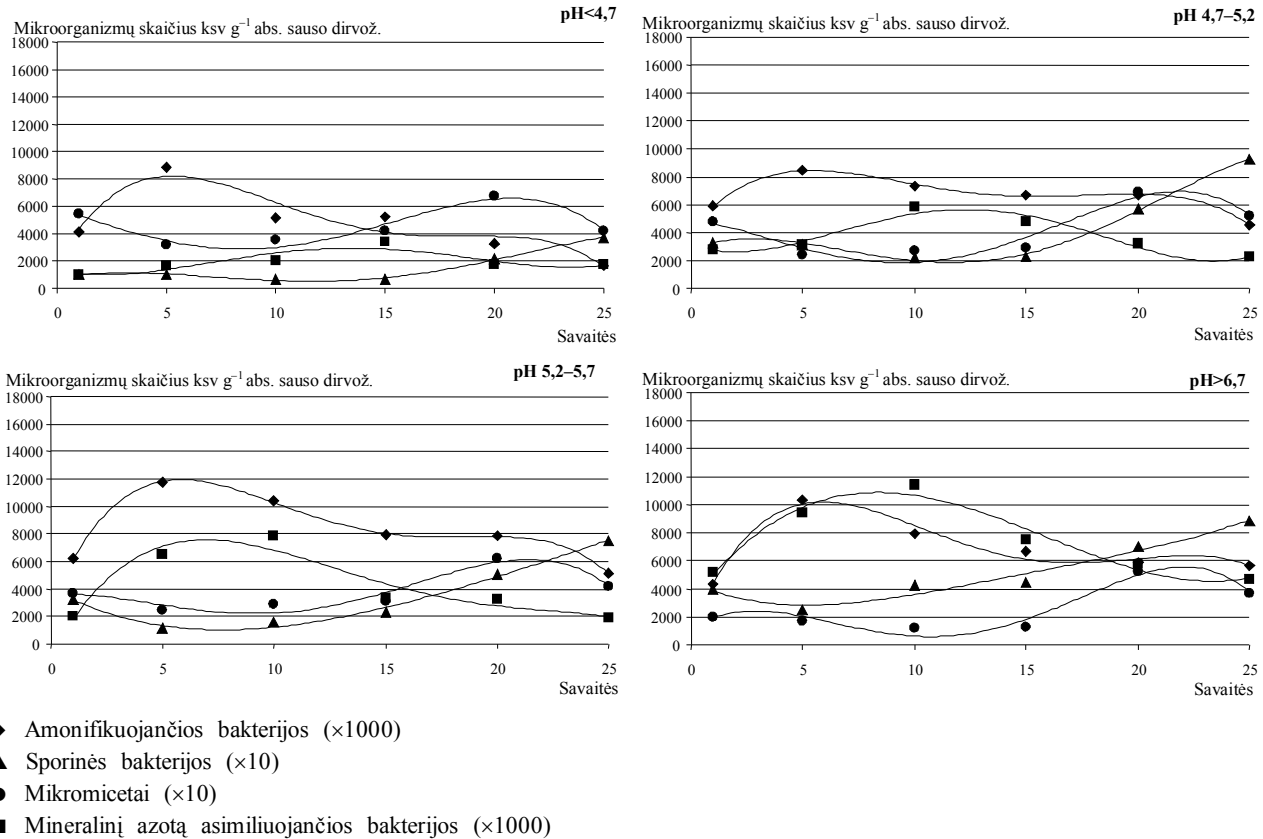 pH<4,7
Mikroorganizmų skaičius ksv g⁻¹ abs. sauso dirvož.
18000
16000
14000
12000
10000
8000
6000
4000
2000
0
0 5 10 15 20 25
Savaitės
pH 4,7–5,2
Mikroorganizmų skaičius ksv g⁻¹ abs. sauso dirvož.
18000
16000
14000
12000
10000
8000
6000
4000
2000
0
0 5 10 15 20 25
Savaitės
pH 5,2–5,7
Mikroorganizmų skaičius ksv g⁻¹ abs. sauso dirvož.
18000
16000
14000
12000
10000
8000
6000
4000
2000
0
0 5 10 15 20 25
Savaitės
pH>6,7
Mikroorganizmų skaičius ksv g⁻¹ abs. sauso dirvož.
18000
16000
14000
12000
10000
8000
6000
4000
2000
0
0 5 10 15 20 25
Savaitės
Amonifikuojančios bakterijos (×1000)
Sporinės bakterijos (×10)
Mikromicetai (×10)
Mineralinį azotą asimiliuojančios bakterijos (×1000)